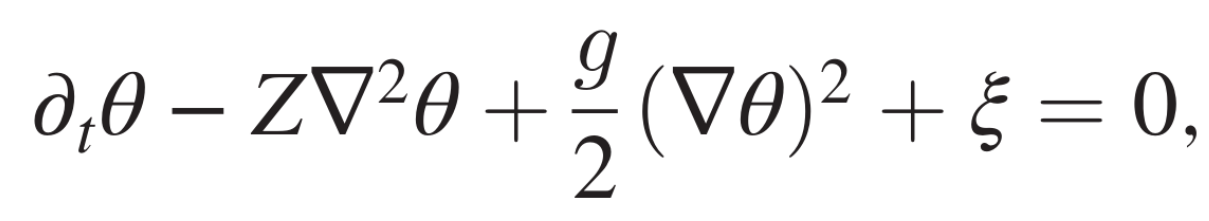 ∂ₜθ − Z∇²θ + g/2 (∇θ)² + ξ = 0,